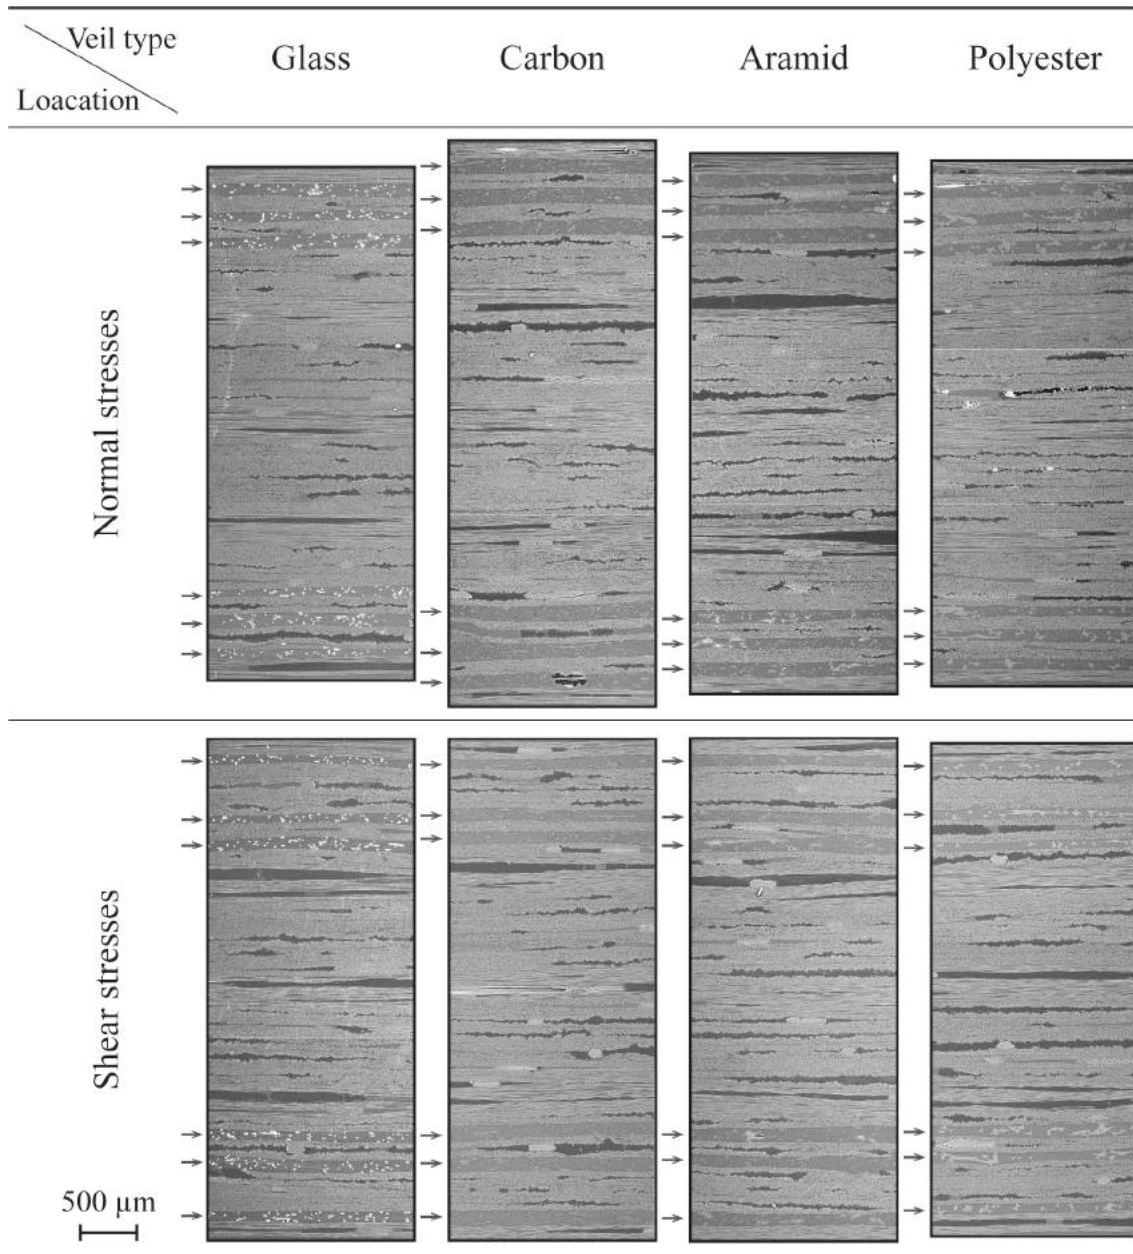 Veil type
Loacation
Glass
Carbon
Aramid
Polyester
Normal stresses
Shear stresses
500 µm